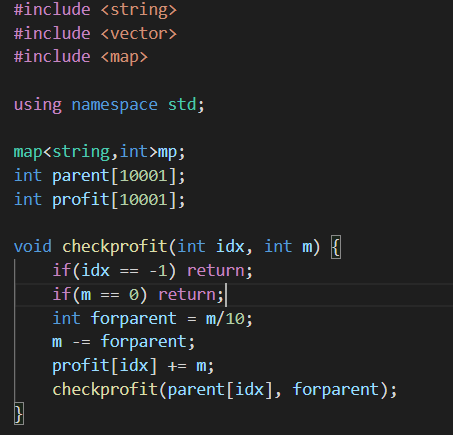 #include <string>
#include <vector>
#include <map>
using namespace std;
map<string,int>mp;
int parent[10001];
int profit[10001];
void checkprofit(int idx, int m) {
if(idx == -1) return;
if(m == 0) return;
int forparent = m/10;
m -= forparent;
profit[idx] += m;
checkprofit(parent[idx], forparent);
}